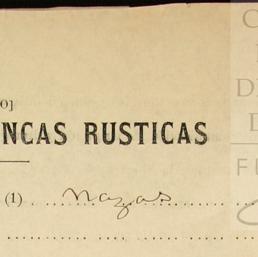 O]
NCAS RUSTICAS
(1) Nazas